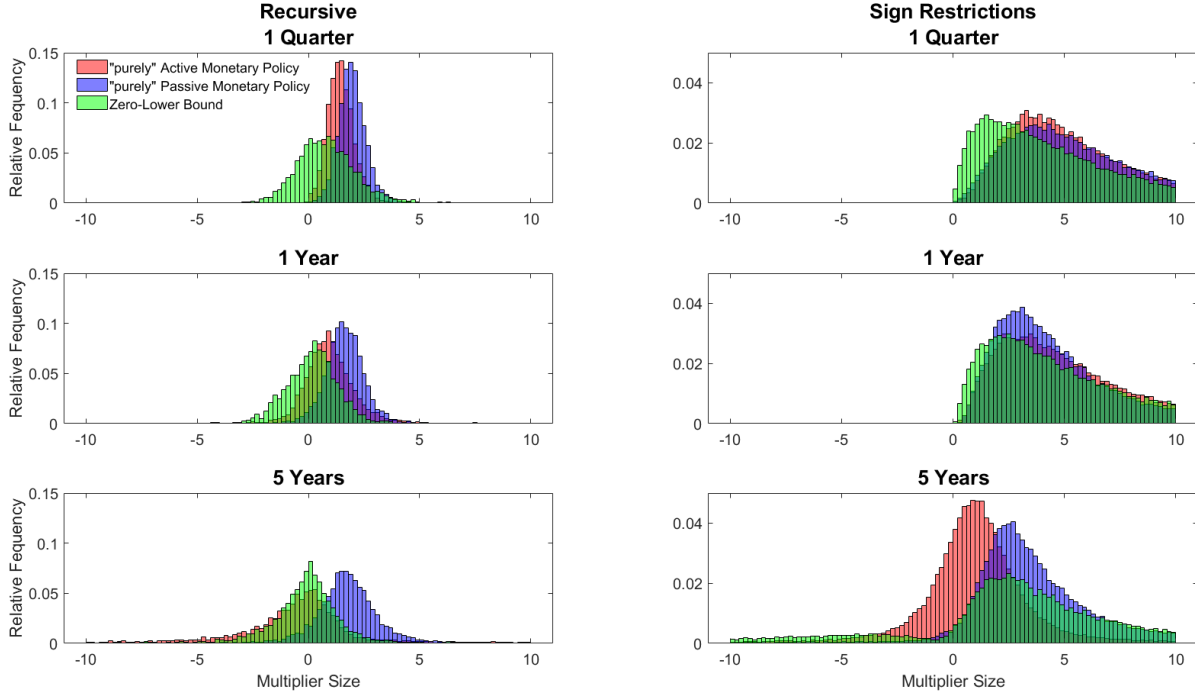 Recursive
1 Quarter
Relative Fequency
0.15
0.1
0.05
0
"purely" Active Monetary Policy
"purely" Passive Monetary Policy
Zero-Lower Bound
-10 -5 0 5 10
Sign Restrictions
1 Quarter
0.04
0.02
0
-10 -5 0 5 10
1 Year
Relative Fequency
0.15
0.1
0.05
0
-10 -5 0 5 10
1 Year
0.04
0.02
0
-10 -5 0 5 10
5 Years
Relative Fequency
0.15
0.1
0.05
0
-10 -5 0 5 10
Multiplier Size
5 Years
0.04
0.02
0
-10 -5 0 5 10
Multiplier Size